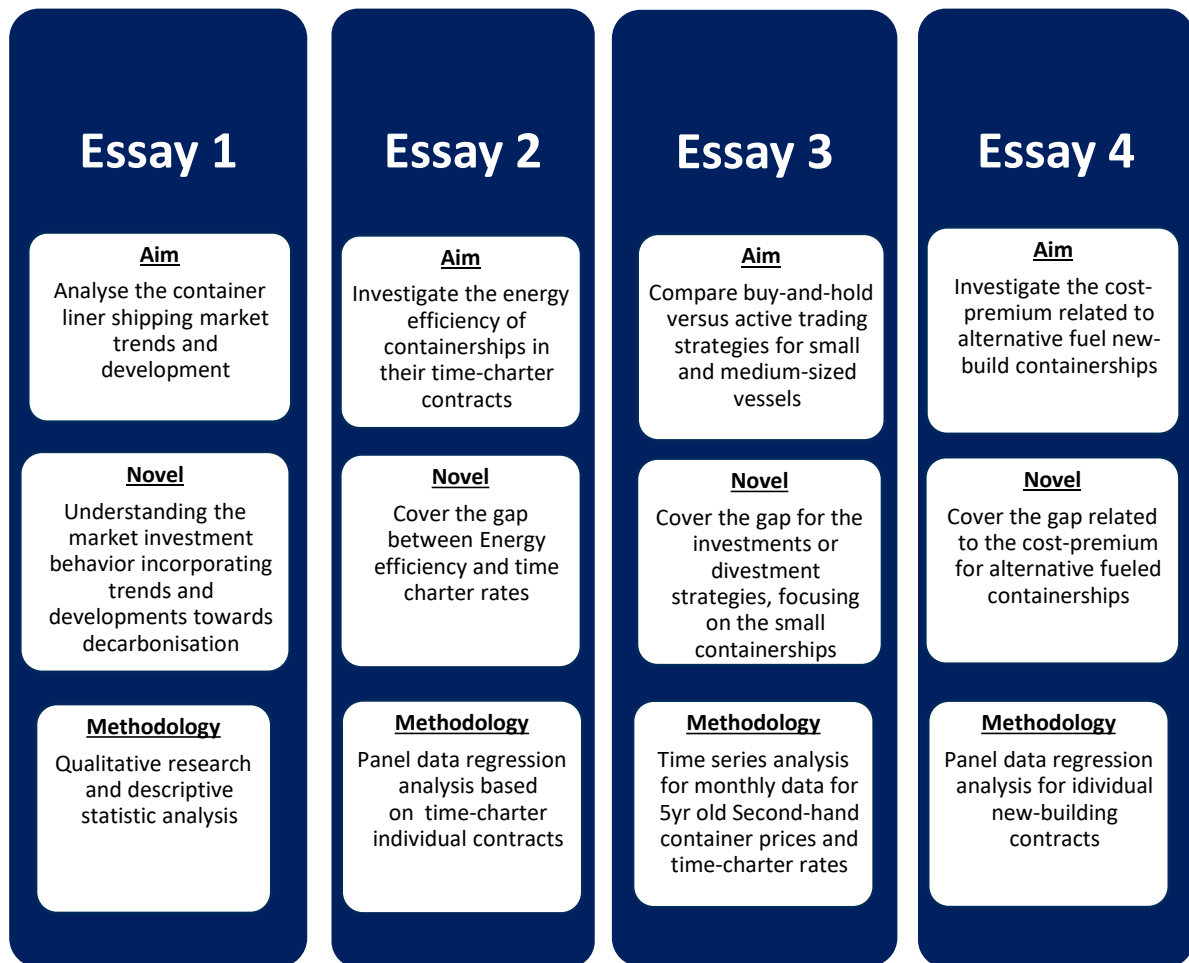 Essay 1
Aim
Analyse the container
liner shipping market
trends and
development
Novel
Understanding the
market investment
behavior incorporating
trends and
developments towards
decarbonisation
Methodology
Qualitative research
and descriptive
statistic analysis
Essay 2
Aim
Investigate the energy
efficiency of
containerships in
their time-charter
contracts
Novel
Cover the gap
between Energy
efficiency and time
charter rates
Methodology
Panel data regression
analysis based
on time-charter
individual contracts
Essay 3
Aim
Compare buy-and-hold
versus active trading
strategies for small
and medium-sized
vessels
Novel
Cover the gap for the
investments or
divestment
strategies, focusing
on the small
containerships
Methodology
Time series analysis
for monthly data for
5yr old Second-hand
container prices and
time-charter rates
Essay 4
Aim
Investigate the cost-
premium related to
alternative fuel new-
build containerships
Novel
Cover the gap related
to the cost-premium
for alternative fueled
containerships
Methodology
Panel data regression
analysis for idividual
new-building
contracts